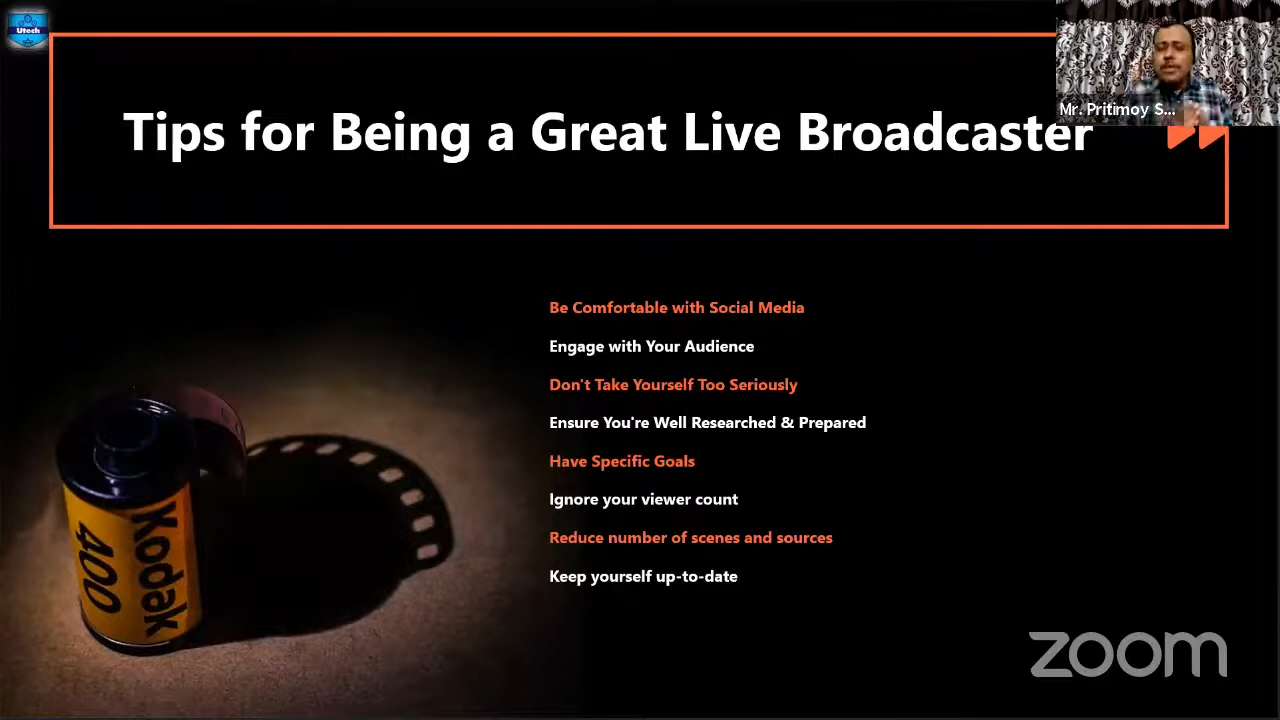 Utech
Mr. Pritimoy S...
Tips for Being a Great Live Broadcaster
Be Comfortable with Social Media
Engage with Your Audience
Don't Take Yourself Too Seriously
Ensure You're Well Researched & Prepared
Have Specific Goals
Ignore your viewer count
Reduce number of scenes and sources
Keep yourself up-to-date
Kodak
400
zoom